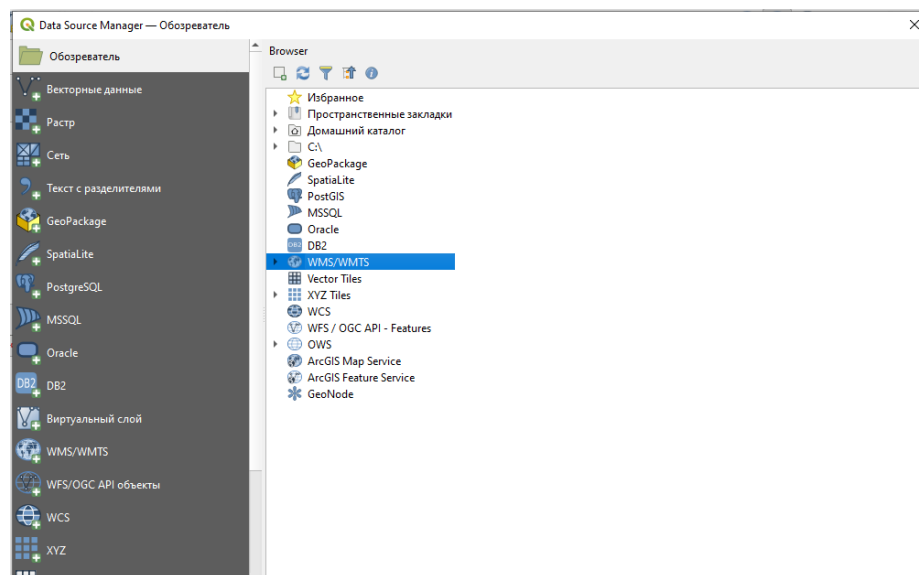 Data Source Manager — Обозреватель
Обозреватель
Векторные данные
Растр
Сеть
Текст с разделителями
GeoPackage
SpatiaLite
PostgreSQL
MSSQL
Oracle
DB2
DB2
Виртуальный слой
WMS/WMTS
WFS/OGC API объекты
WCS
XYZ
Browser
Избранное
Пространственные закладки
Домашний каталог
C:\
GeoPackage
SpatiaLite
PostGIS
MSSQL
Oracle
DB2
DB2
WMS/WMTS
Vector Tiles
XYZ Tiles
WCS
WFS / OGC API - Features
OWS
ArcGIS Map Service
ArcGIS Feature Service
GeoNode